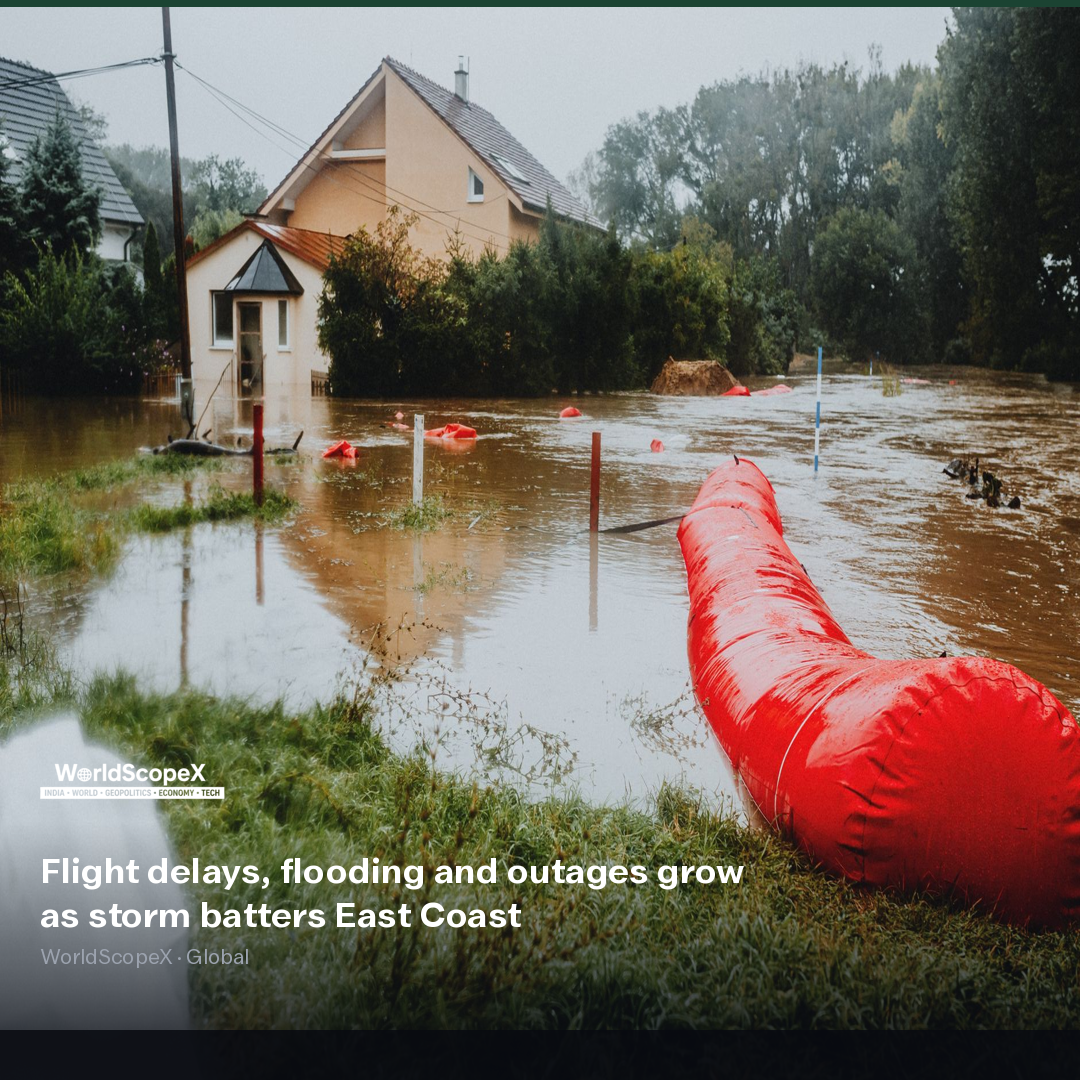 WorldScopeX
INDIA • WORLD • GEOPOLITICS • ECONOMY • TECH
Flight delays, flooding and outages grow
as storm batters East Coast
WorldScopeX · Global